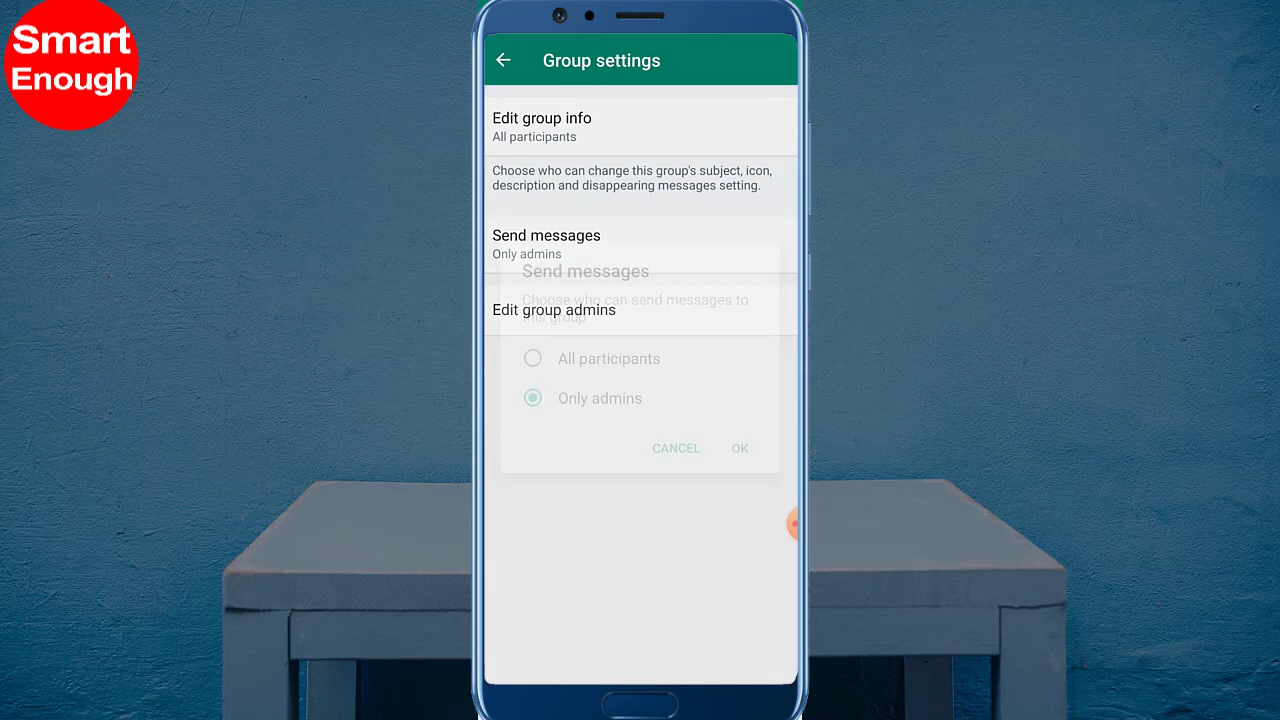 Smart
Enough
Group settings
Edit group info
All participants
Choose who can change this group's subject, icon,
description and disappearing messages setting.
Send messages
Only admins
Edit group admins
Send messages
Choose who can send messages to
this group
All participants
Only admins
CANCEL OK